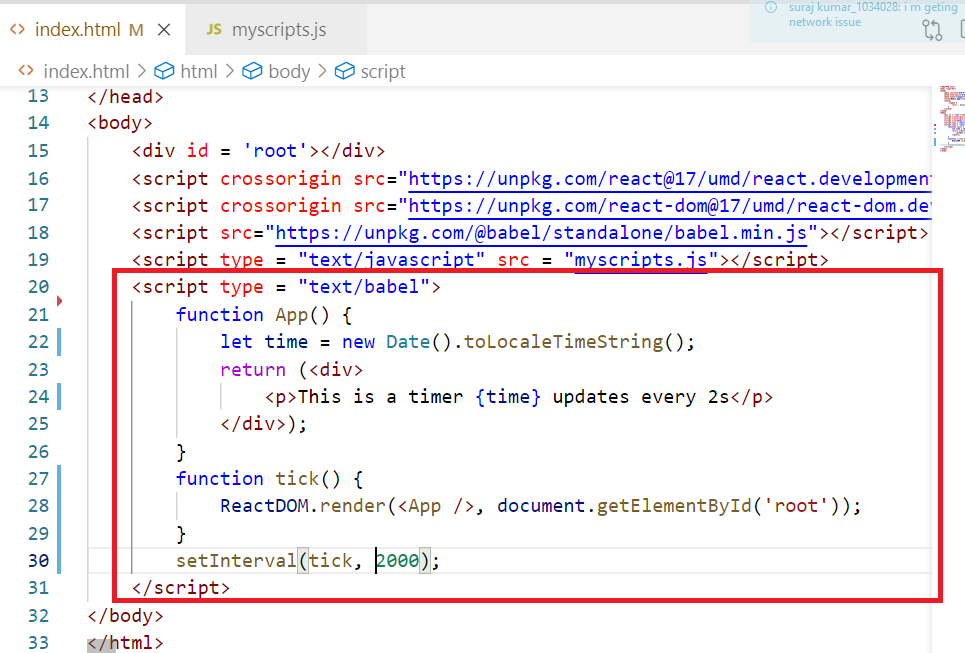 index.html M
JS myscripts.js
suraj kumar_1034028: i m geting
network issue
index.html > html > body > script
13 </head>
14 <body>
15 <div id = 'root'></div>
16 <script crossorigin src="https://unpkg.com/react@17/umd/react.development
17 <script crossorigin src="https://unpkg.com/react-dom@17/umd/react-dom.de
18 <script src="https://unpkg.com/@babel/standalone/babel.min.js"></script>
19 <script type = "text/javascript" src = "myscripts.js"></script>
20 <script type = "text/babel">
21 function App() {
22 let time = new Date().toLocaleTimeString();
23 return (<div>
24 <p>This is a timer {time} updates every 2s</p>
25 </div>);
26 }
27 function tick() {
28 ReactDOM.render(<App />, document.getElementById('root'));
29 }
30 setInterval(tick, 2000);
31 </script>
32 </body>
33 </html>